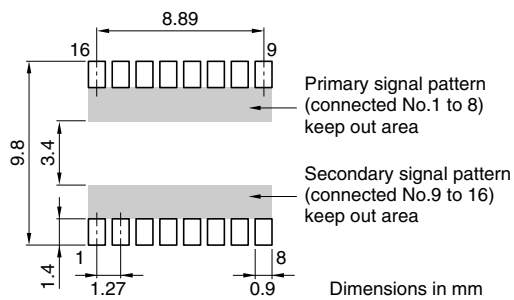 8.89
16
9
Primary signal pattern
(connected No.1 to 8)
keep out area
9.8
3.4
Secondary signal pattern
(connected No.9 to 16)
keep out area
1.4
1
8
1.27
0.9
Dimensions in mm